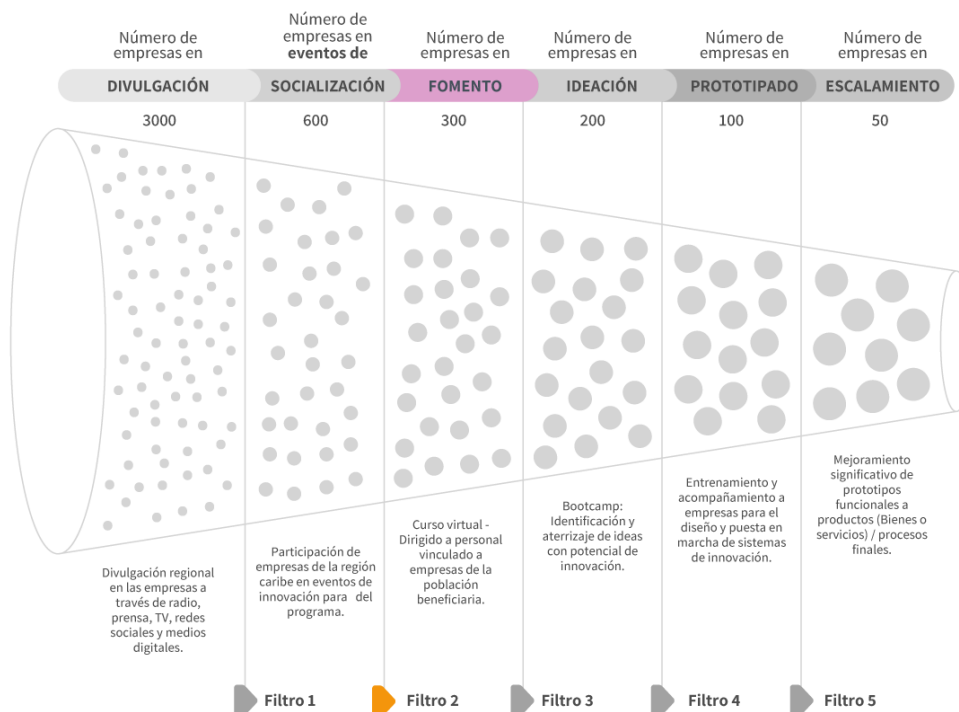 Número de
empresas en
DIVULGACIÓN
3000
Número de
empresas en
eventos de
SOCIALIZACIÓN
600
Número de
empresas en
FOMENTO
300
Número de
empresas en
IDEACIÓN
200
Número de
empresas en
PROTOTIPADO
100
Número de
empresas en
ESCALAMIENTO
50
Divulgación regional
en las empresas a
través de radio,
prensa, TV, redes
sociales y medios
digitales.
Participación de
empresas de la región
caribe en eventos de
innovación para del
programa.
Curso virtual -
Dirigido a personal
vinculado a
empresas de la
población
beneficiaria.
Bootcamp:
Identificación y
aterrizaje de ideas
con potencial de
innovación.
Entrenamiento y
acompañamiento a
empresas para el
diseño y puesta en
marcha de sistemas
de innovación.
Mejoramiento
significativo de
prototipos
funcionales a
productos (Bienes o
servicios) / procesos
finales.
Filtro 1
Filtro 2
Filtro 3
Filtro 4
Filtro 5